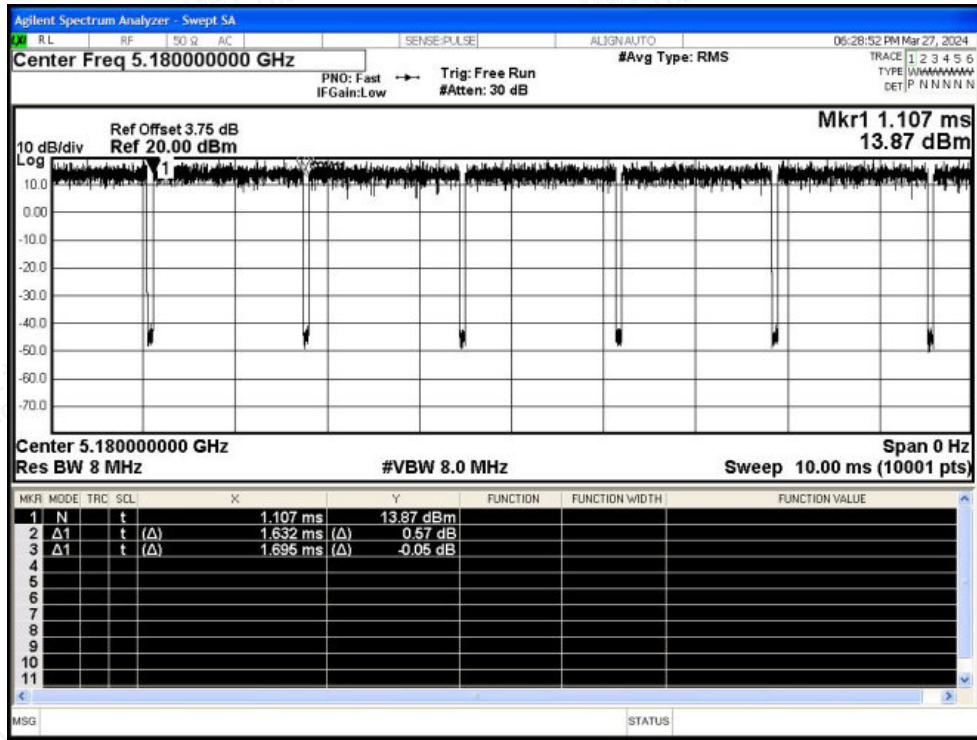 Agilent Spectrum Analyzer - Swept SA
RL RF 50 Ω AC SENSE:PULSE ALIGN AUTO 06:28:52 PM Mar 27, 2024
Center Freq 5.180000000 GHz
PNO: Fast
IFGain:Low
Trig: Free Run
#Atten: 30 dB
#Avg Type: RMS
TRACE 1 2 3 4 5 6
TYPE
DET P N N N N N
Mkr1 1.107 ms
13.87 dBm
Ref Offset 3.75 dB
10 dB/div Ref 20.00 dBm
Log
1
10.0
0.00
-10.0
-20.0
-30.0
-40.0
-50.0
-60.0
-70.0
Center 5.180000000 GHz Span 0 Hz
Res BW 8 MHz #VBW 8.0 MHz Sweep 10.00 ms (10001 pts)
MKR MODE TRC SCL X Y FUNCTION FUNCTION WIDTH FUNCTION VALUE
1 N t 1.107 ms 13.87 dBm
2 Δ1 t (Δ) 1.632 ms (Δ) 0.57 dB
3 Δ1 t (Δ) 1.695 ms (Δ) -0.05 dB
4
5
6
7
8
9
10
11
MSG STATUS